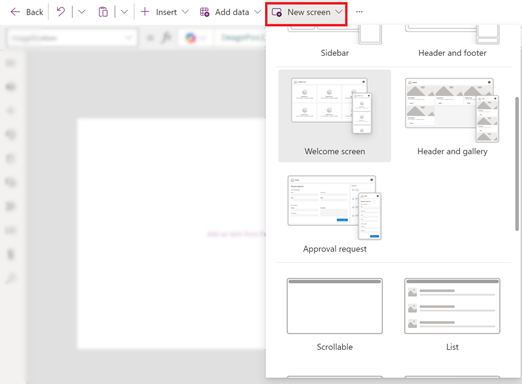 Back
Insert
Add data
New screen
Sidebar
Header and footer
Welcome screen
Header and gallery
Approval request
Scrollable
List